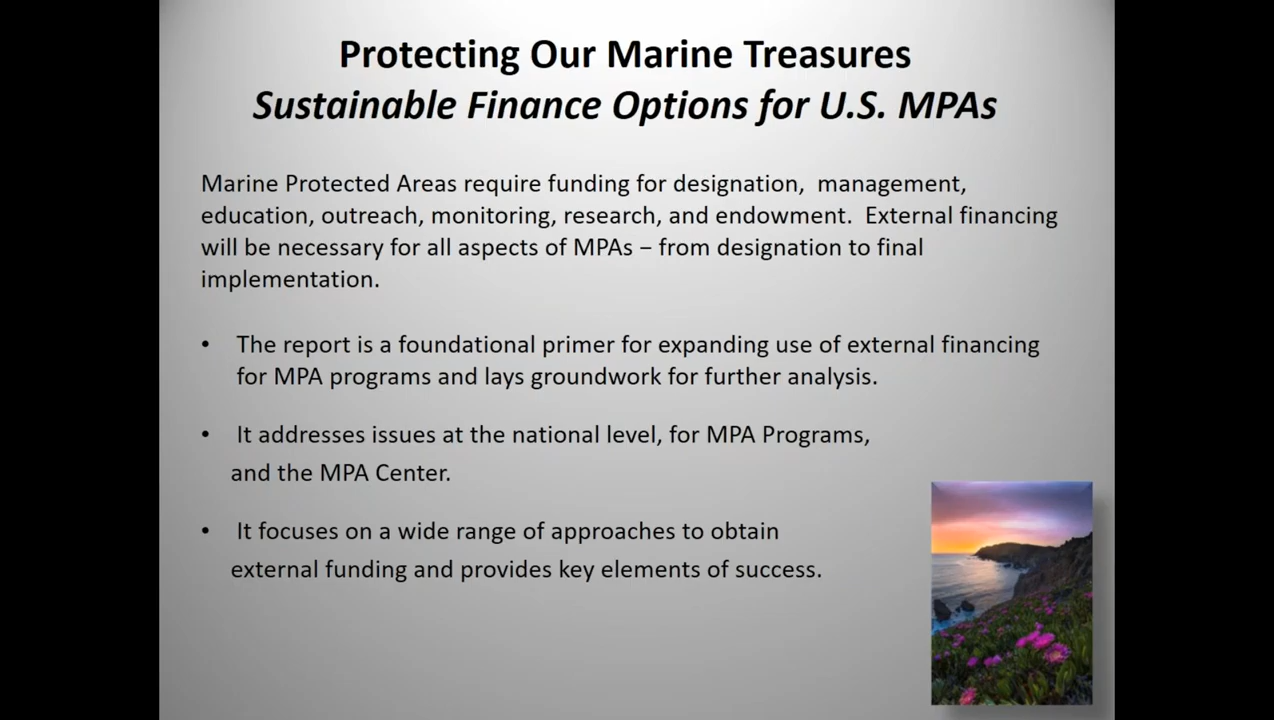 Protecting Our Marine Treasures
Sustainable Finance Options for U.S. MPAs
Marine Protected Areas require funding for designation, management,
education, outreach, monitoring, research, and endowment. External financing
will be necessary for all aspects of MPAs – from designation to final
implementation.
• The report is a foundational primer for expanding use of external financing
for MPA programs and lays groundwork for further analysis.
• It addresses issues at the national level, for MPA Programs,
and the MPA Center.
• It focuses on a wide range of approaches to obtain
external funding and provides key elements of success.